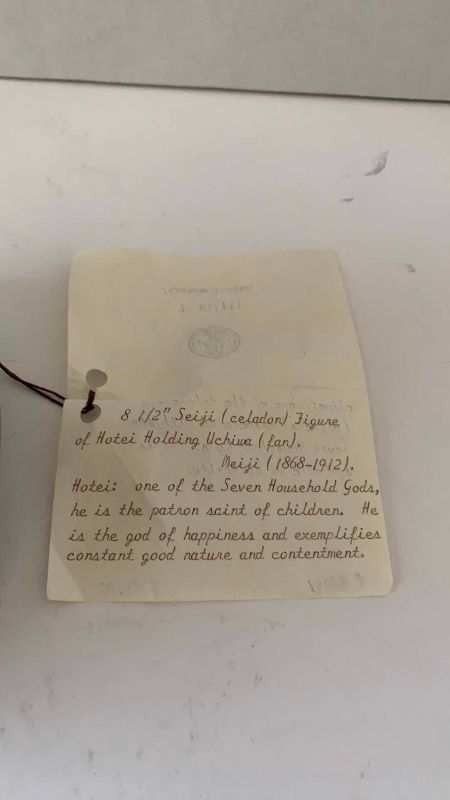 8 1/2" Seiji (celadon) Figure
of Hotei Holding Uchiwa (fan).
Meiji (1868-1912).
Hotei: one of the Seven Household Gods,
he is the patron saint of children. He
is the god of happiness and exemplifies
constant good nature and contentment.